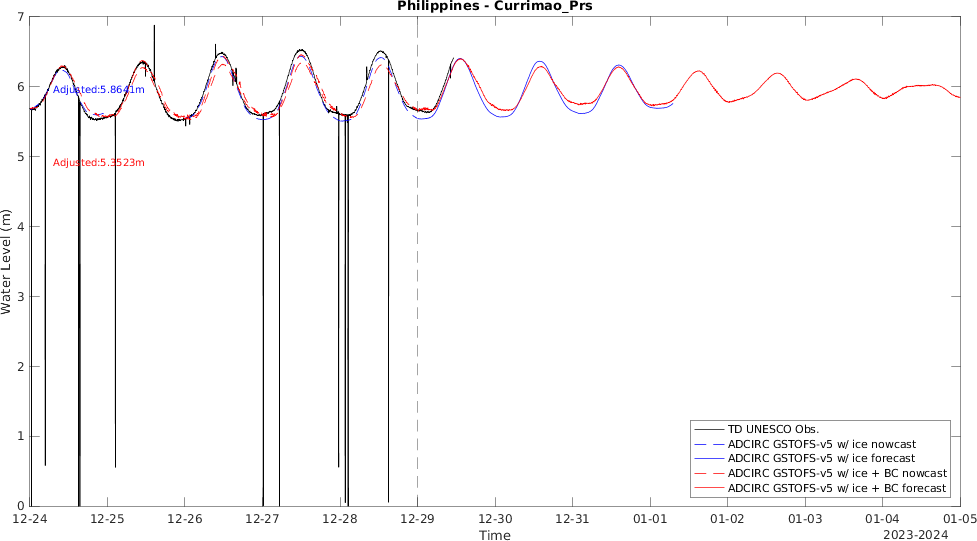 Philippines - Currimao_Prs
7
6
5
4
3
2
1
0
Water Level (m)
Adjusted:5.8641m
Adjusted:5.3523m
TD UNESCO Obs.
ADCIRC GSTOFS-v5 w/ ice nowcast
ADCIRC GSTOFS-v5 w/ ice forecast
ADCIRC GSTOFS-v5 w/ ice + BC nowcast
ADCIRC GSTOFS-v5 w/ ice + BC forecast
12-24 12-25 12-26 12-27 12-28 12-29 12-30 12-31 01-01 01-02 01-03 01-04 01-05
Time
2023-2024